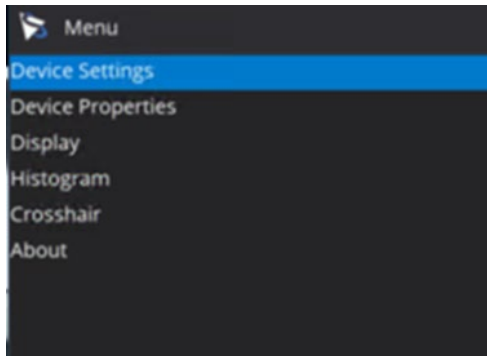 Menu
Device Settings
Device Properties
Display
Histogram
Crosshair
About